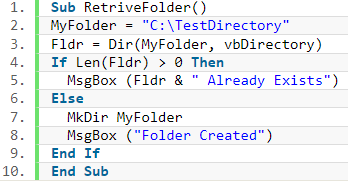 1. Sub RetriveFolder()
2. MyFolder = "C:\TestDirectory"
3. Fldr = Dir(MyFolder, vbDirectory)
4. If Len(Fldr) > 0 Then
5.   MsgBox (Fldr & " Already Exists")
6. Else
7.   MkDir MyFolder
8.   MsgBox ("Folder Created")
9. End If
10. End Sub